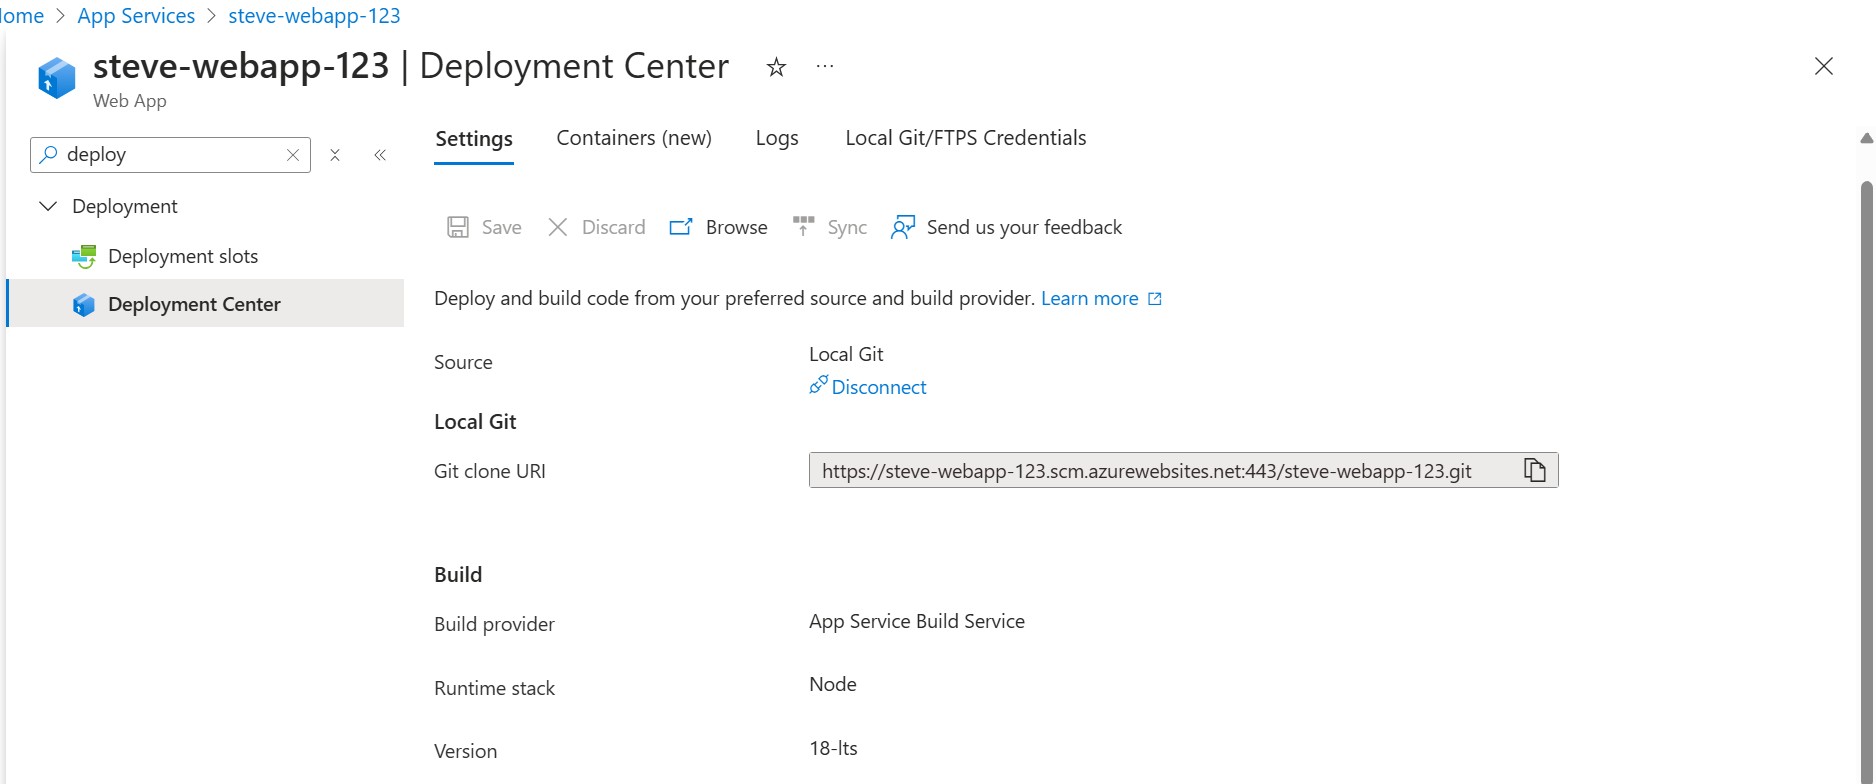 ome > App Services > steve-webapp-123
steve-webapp-123 | Deployment Center
Web App
deploy
Deployment
Deployment slots
Deployment Center
Settings Containers (new) Logs Local Git/FTPS Credentials
Save Discard Browse Sync Send us your feedback
Deploy and build code from your preferred source and build provider. Learn more
Source Local Git
Disconnect
Local Git
Git clone URI https://steve-webapp-123.scm.azurewebsites.net:443/steve-webapp-123.git
Build
Build provider App Service Build Service
Runtime stack Node
Version 18-lts